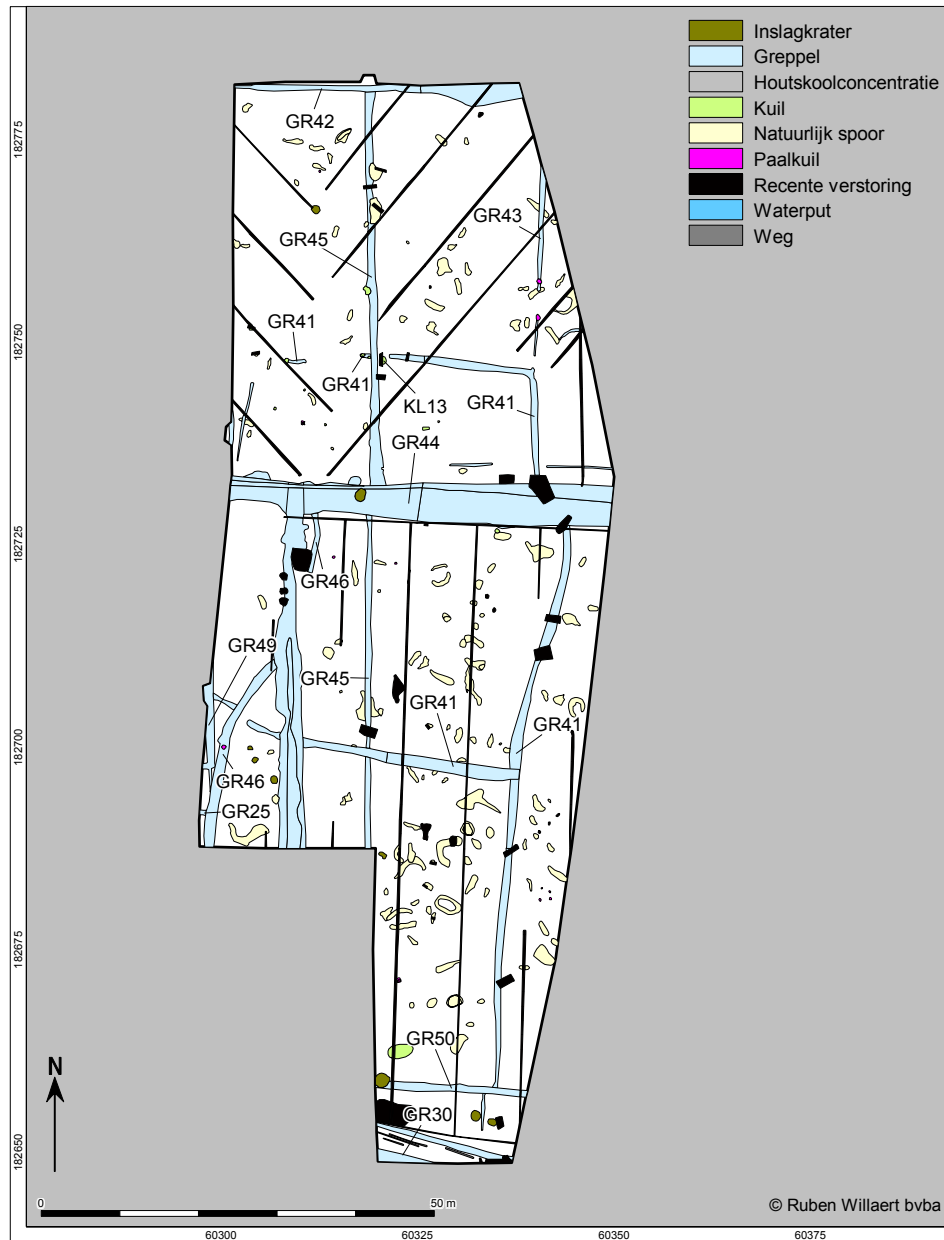 Inslagkrater
Greppel
Houtskoolconcentratie
Kuil
Natuurlijk spoor
Paalkuil
Recente verstoring
Waterput
Weg
GR42
GR43
GR45
GR41
GR41
GR41
KL13
GR44
GR46
GR49
GR45
GR41
GR41
GR46
GR25
GR50
GR30
18275
182750
182725
182700
182675
182650
N
0
50 m
© Ruben Willaert bvba
60300
60325
60350
60375